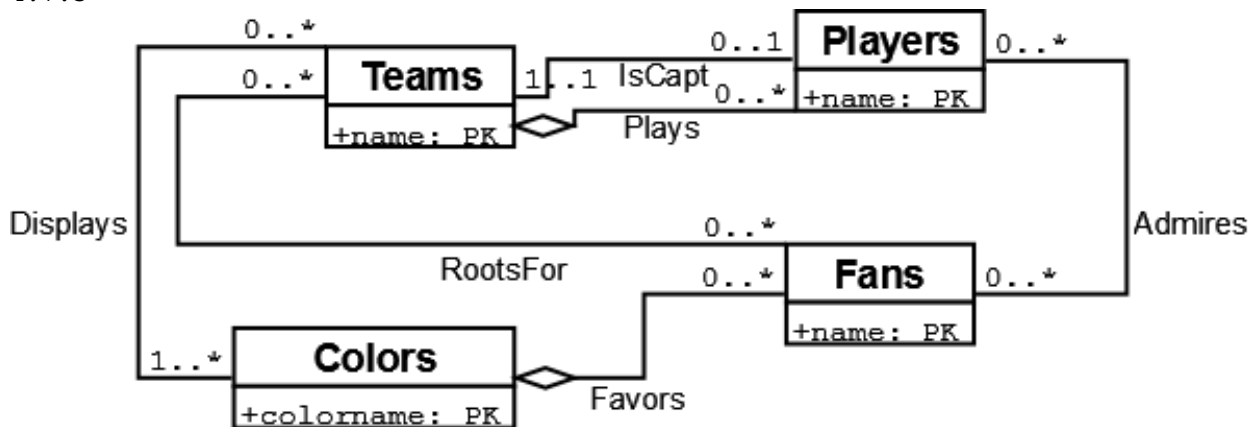 0..*
0..1
Players
0..*
0..*
Teams
1..1
IsCapt
0..*
+name: PK
+name: PK
Plays
Displays
Admires
0..*
RootsFor
0..*
Fans
0..*
+name: PK
1..*
Colors
Favors
+colorname: PK